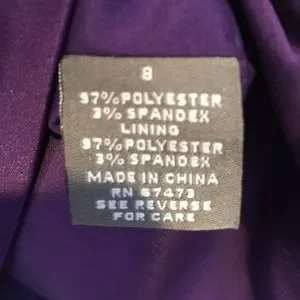 8
97% POLYESTER
3% SPANDEX
LINING
97% POLYESTER
3% SPANDEX
MADE IN CHINA
RN 67473
SEE REVERSE
FOR CARE